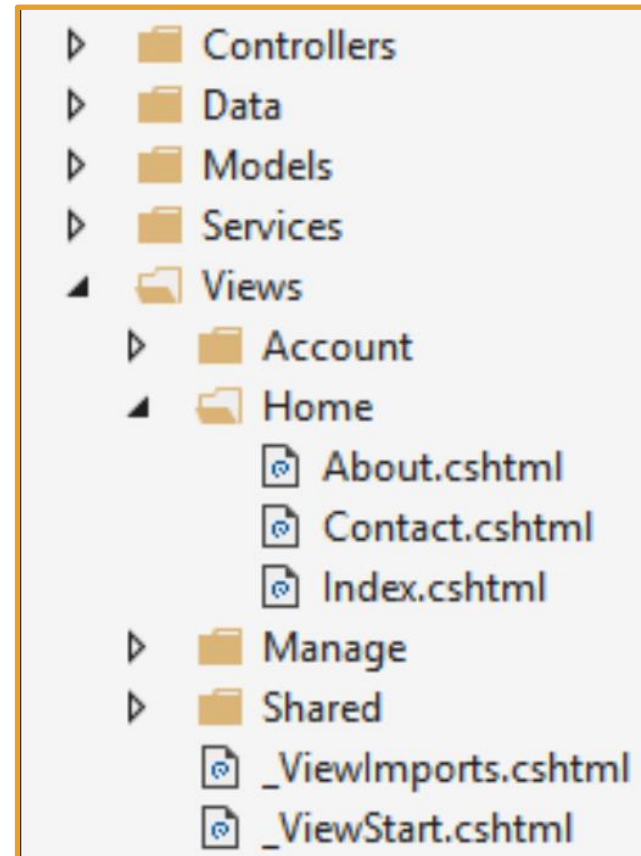 Controllers
Data
Models
Services
Views
Account
Home
About.cshtml
Contact.cshtml
Index.cshtml
Manage
Shared
_ViewImports.cshtml
_ViewStart.cshtml